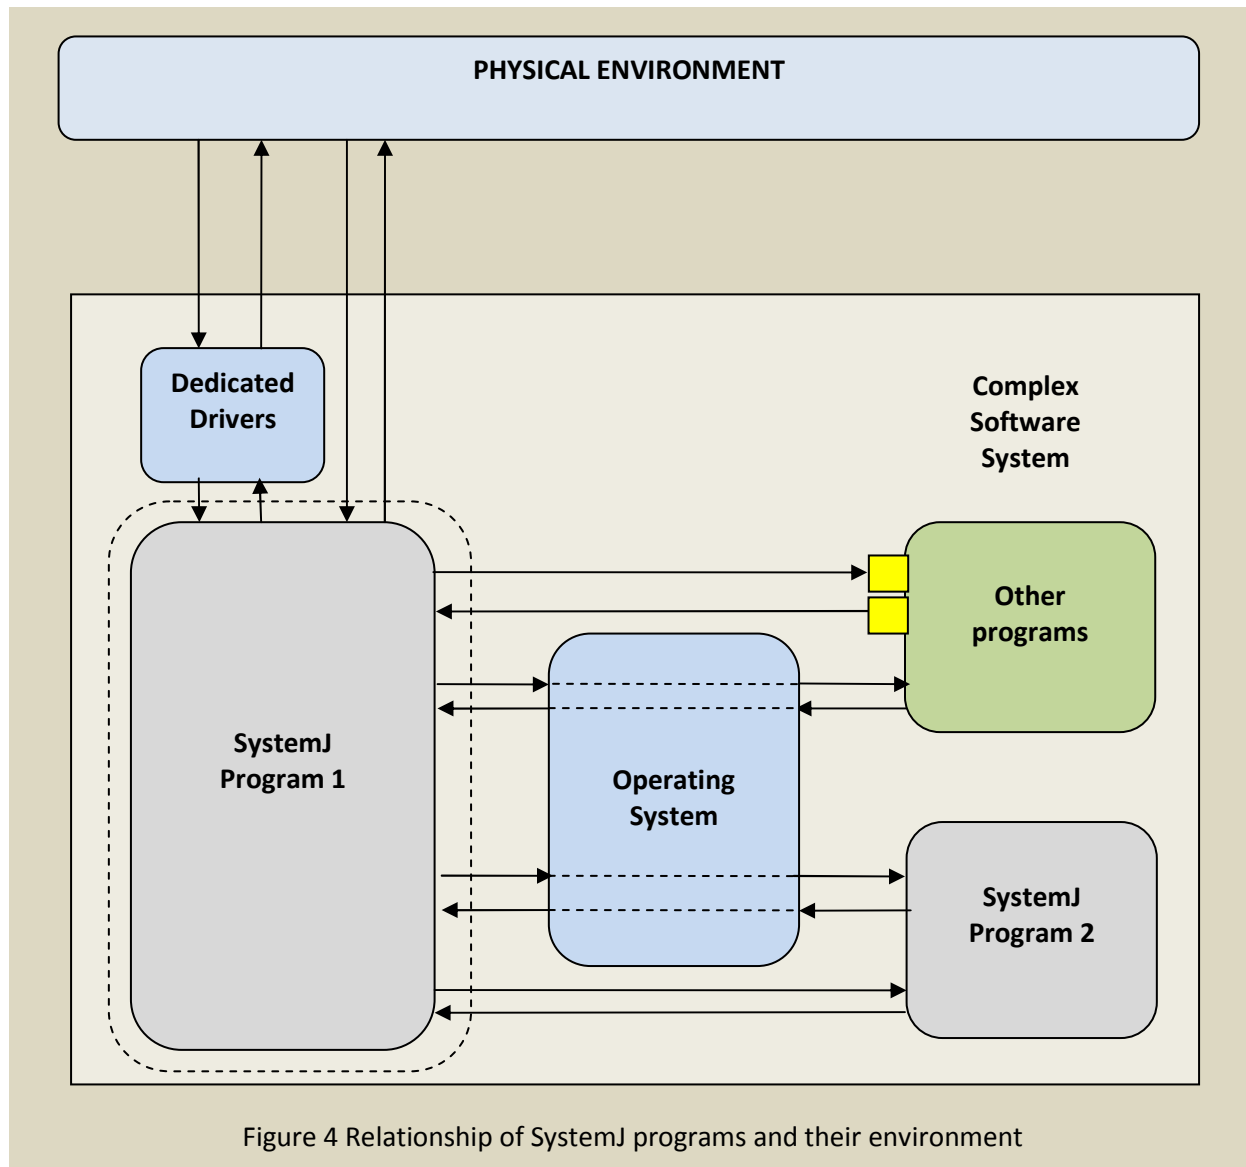 PHYSICAL ENVIRONMENT
Dedicated
Drivers
Complex
Software
System
Other
programs
SystemJ
Program 1
Operating
System
SystemJ
Program 2
Figure 4 Relationship of SystemJ programs and their environment